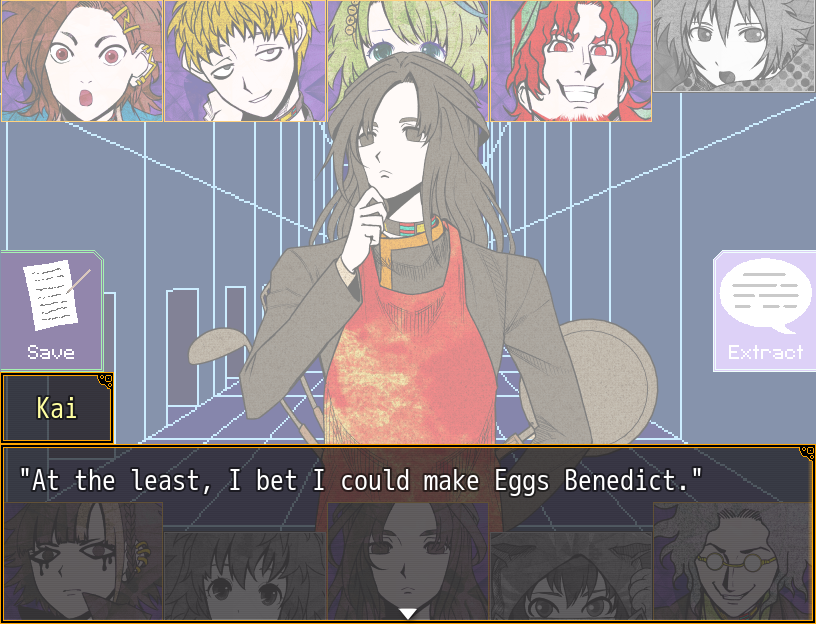 Save
Extract
Kai
"At the least, I bet I could make Eggs Benedict."